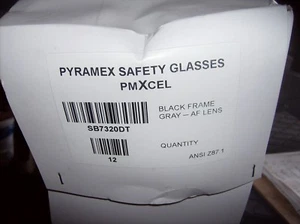 PYRAMEX SAFETY GLASSES
PMXCEL
BLACK FRAME
GRAY – AF LENS
SB7320DT
QUANTITY
12
ANSI Z87.1